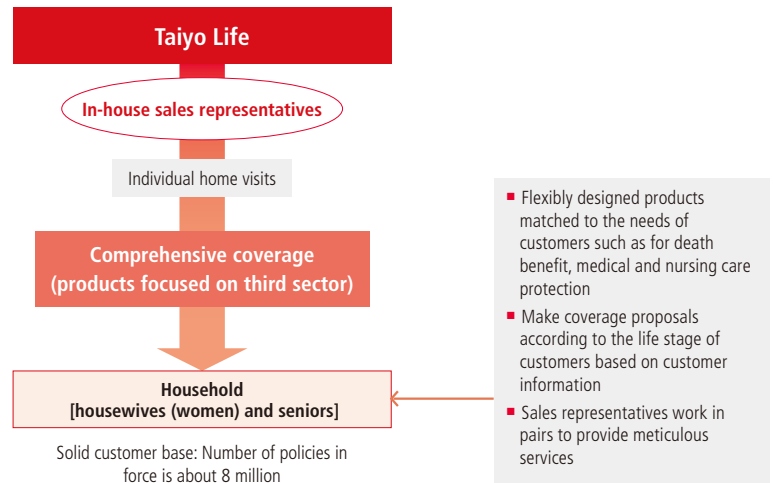 Taiyo Life
In-house sales representatives
Individual home visits
Comprehensive coverage
(products focused on third sector)
Household
[housewives (women) and seniors]
Solid customer base: Number of policies in
force is about 8 million
■ Flexibly designed products
matched to the needs of
customers such as for death
benefit, medical and nursing care
protection
■ Make coverage proposals
according to the life stage of
customers based on customer
information
■ Sales representatives work in
pairs to provide meticulous
services